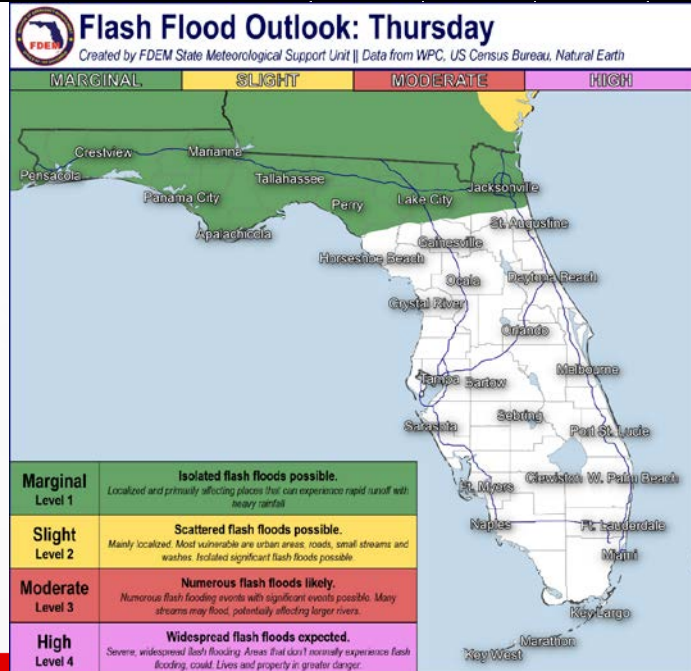 FDEM
Flash Flood Outlook: Thursday
Created by FDEM State Meteorological Support Unit || Data from WPC, US Census Bureau, Natural Earth
MARGINAL SLIGHT MODERATE HIGH
Crestview
Marianna
Pensacola
Tallahassee
Jacksonville
Panama City
Perry
Lake City
Apalachicola
St. Augustine
Gainesville
Horseshoe Beach
Ocala
Daytona Beach
Crystal River
Orlando
Melbourne
Tampa
Bartow
Sebring
Sarasota
Port St. Lucie
Clewiston
W. Palm Beach
Ft. Myers
Naples
Ft. Lauderdale
Miami
Key Largo
Marathon
Key West
Marginal
Level 1
Isolated flash floods possible.
Localized and primarily affecting places that can experience rapid runoff with
heavy rainfall
Slight
Level 2
Scattered flash floods possible.
Mainly localized. Most vulnerable are urban areas, roads, small streams and
washes. Isolated significant flash floods possible.
Moderate
Level 3
Numerous flash floods likely.
Numerous flash flooding events with significant events possible. Many
streams may flood, potentially affecting larger rivers.
High
Level 4
Widespread flash floods expected.
Severe, widespread flash flooding. Areas that don't normally experience flash
flooding, could. Lives and property in greater danger.